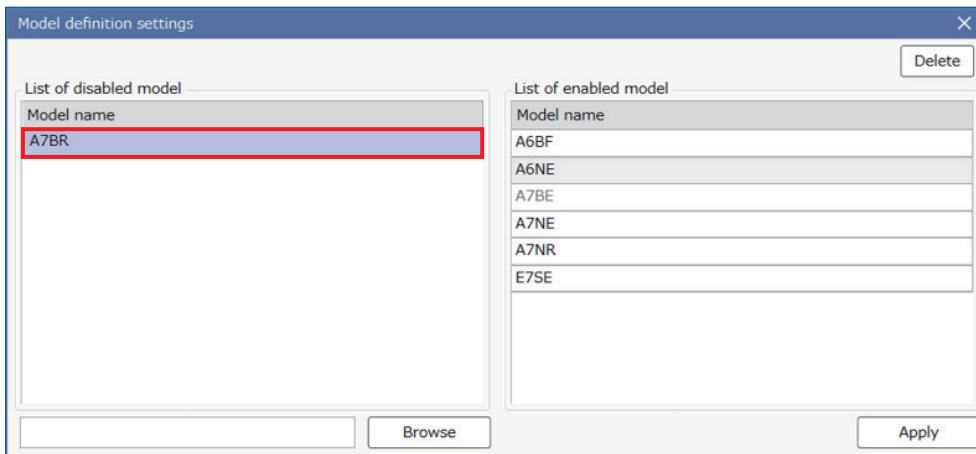 Model definition settings
Delete
List of disabled model
Model name
A7BR
List of enabled model
Model name
A6BF
A6NE
A7BE
A7NE
A7NR
E7SE
Browse
Apply